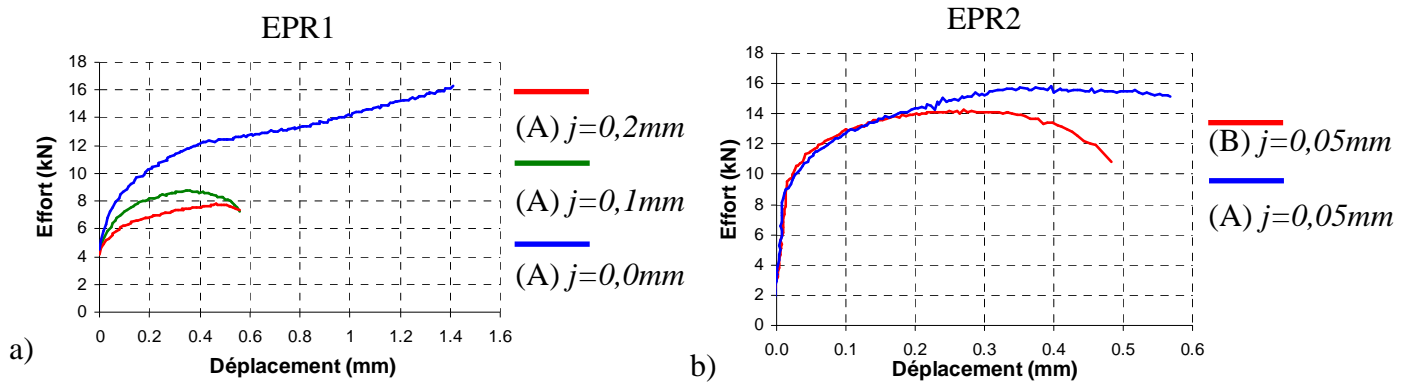 EPR1
18
16
14
12
10
8
6
4
2
0
Effort (kN)
0 0.2 0.4 0.6 0.8 1 1.2 1.4 1.6
Déplacement (mm)
(A) j=0,2mm
(A) j=0,1mm
(A) j=0,0mm
a)
EPR2
18
16
14
12
10
8
6
4
2
0
Effort (kN)
0.0 0.1 0.2 0.3 0.4 0.5 0.6
Déplacement (mm)
(B) j=0,05mm
(A) j=0,05mm
b)